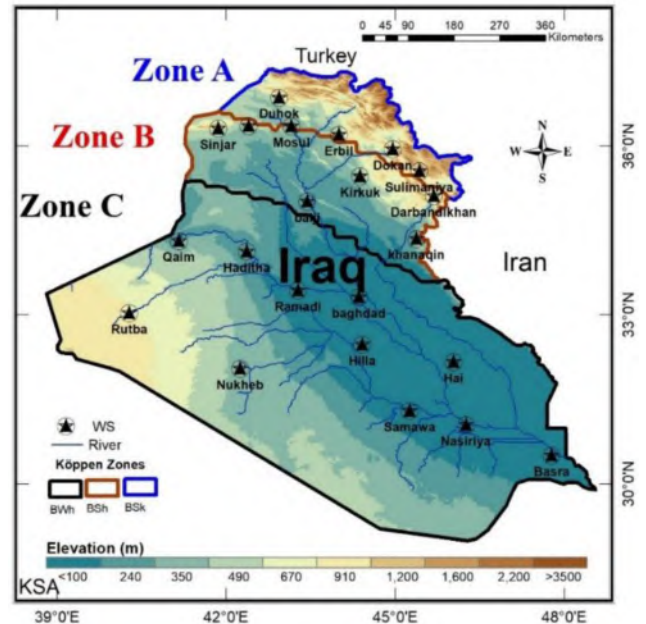 0 45 90 180 270 360
Kilometers
Turkey
Zone A
Duhok
Zone B
Sinjar
Mosul
Erbil
Dokan
Sulimaniya
Kirkuk
Darbandikhan
N
W E
S
36°0'N
Zone C
baiji
khanaqin
Qaim
Haditha
Iraq
Iran
Ramadi
baghdad
Rutba
33°0'N
Hilla
Nukheb
Hai
Samawa
Nasiriya
Basra
WS
River
Köppen Zones
BWh BSh BSk
30°0'N
Elevation (m)
<100 240 350 490 670 910 1,200 1,600 2,200 >3500
KSA
39°0'E 42°0'E 45°0'E 48°0'E